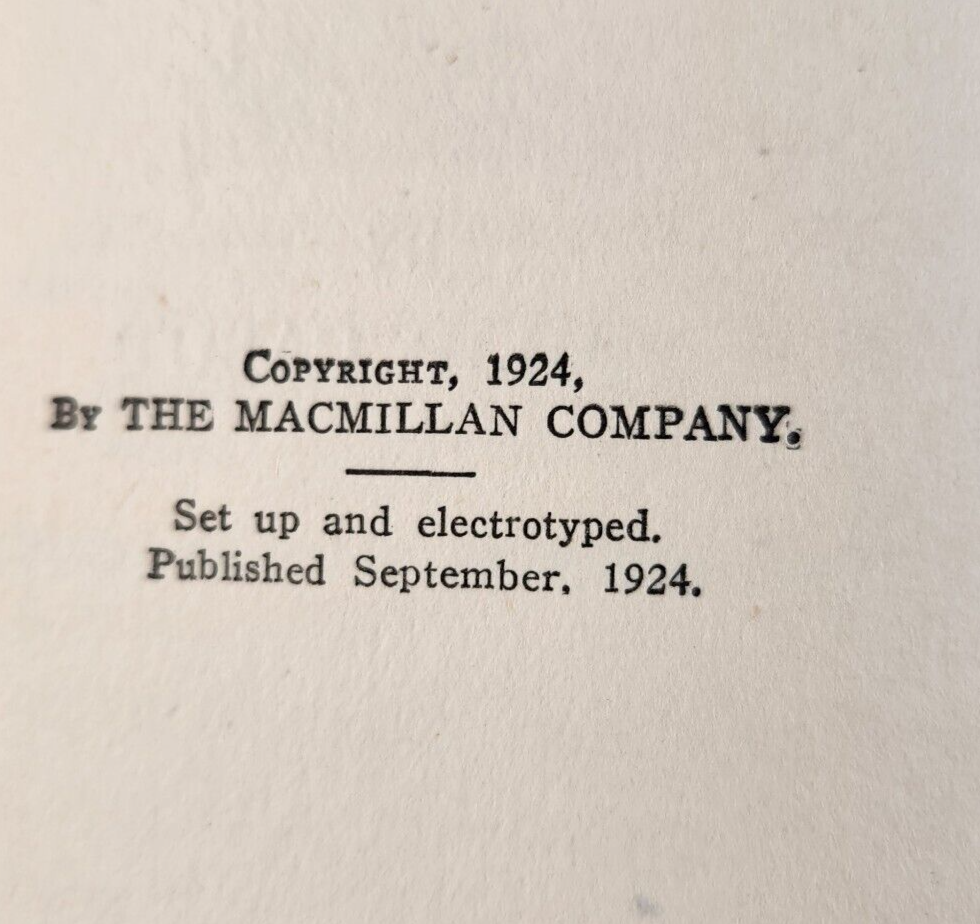 COPYRIGHT, 1924,
BY THE MACMILLAN COMPANY.
Set up and electrotyped.
Published September, 1924.